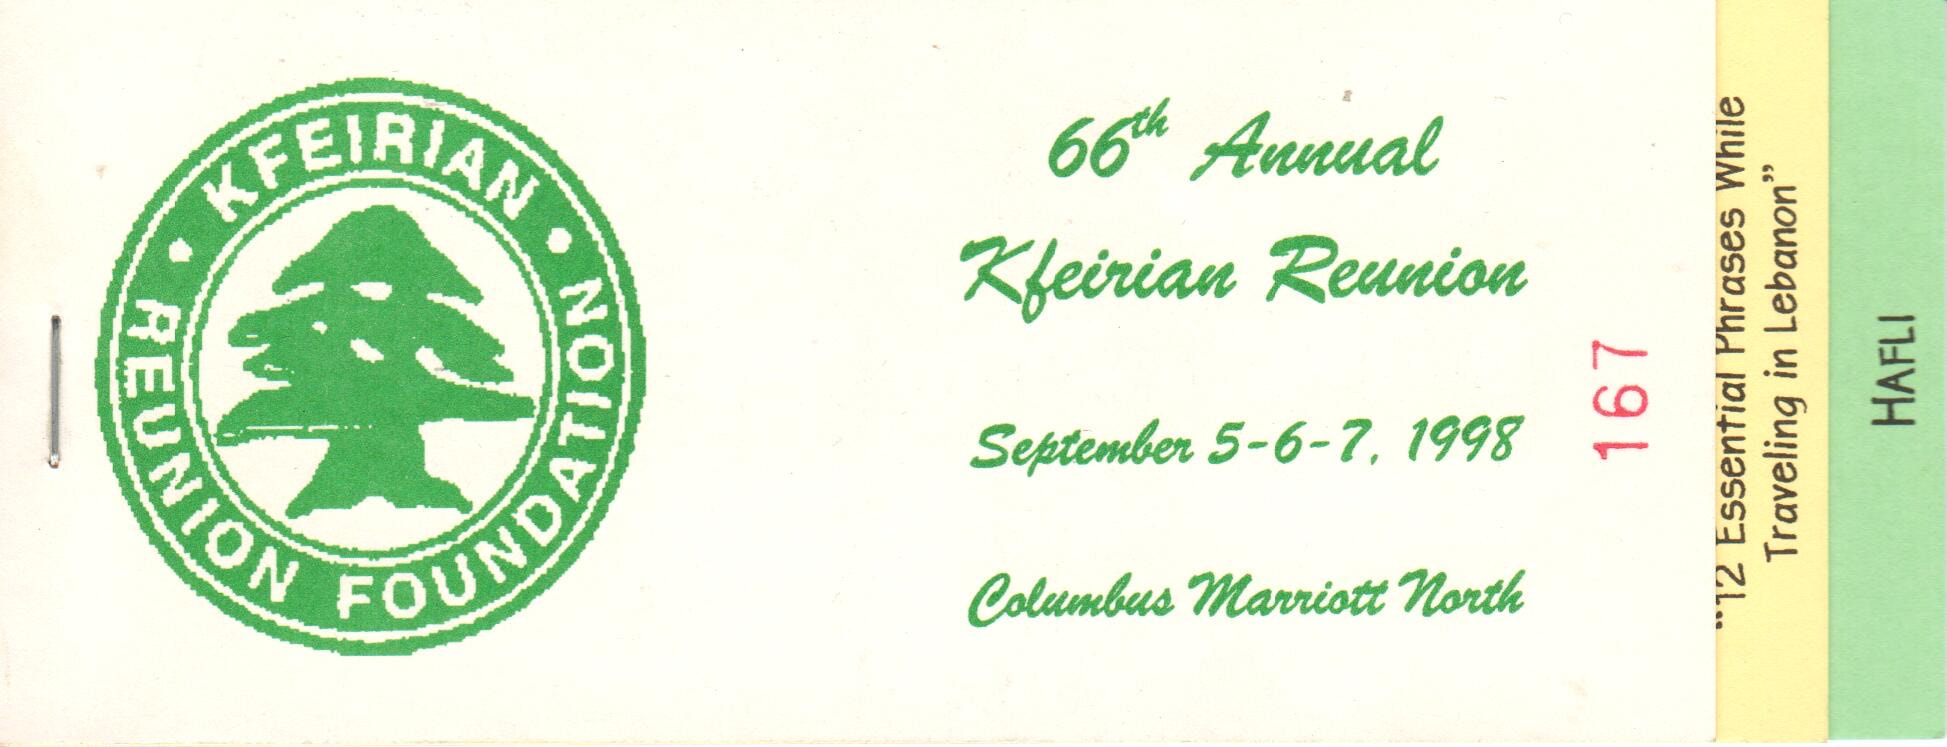 KFEIRIAN
REUNION FOUNDATION
66th Annual
Kfeirian Reunion
September 5-6-7, 1998
Columbus Marriott North
167
"12 Essential Phrases While
Traveling in Lebanon"
HAFLI